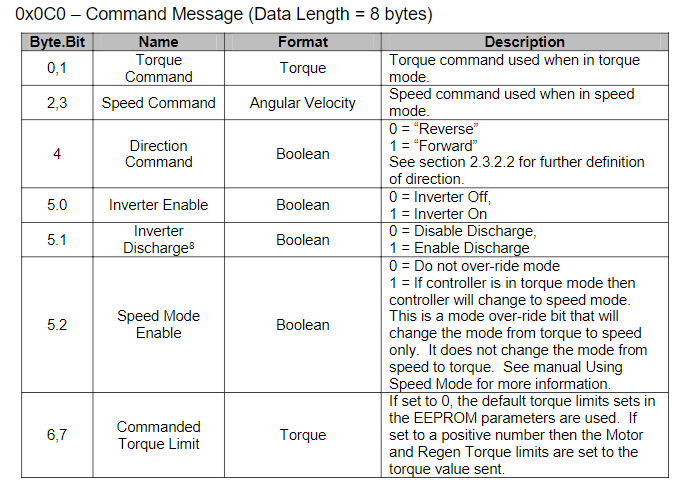 0x0C0 – Command Message (Data Length = 8 bytes)
Byte.Bit Name Format Description
0,1 Torque Command Torque Torque command used when in torque
mode.
2,3 Speed Command Angular Velocity Speed command used when in speed
mode.
4 Direction Command Boolean 0 = “Reverse”
1 = “Forward”
See section 2.3.2.2 for further definition
of direction.
5.0 Inverter Enable Boolean 0 = Inverter Off,
1 = Inverter On
5.1 Inverter Discharge⁸ Boolean 0 = Disable Discharge,
1 = Enable Discharge
5.2 Speed Mode Enable Boolean 0 = Do not over-ride mode
1 = If controller is in torque mode then
controller will change to speed mode.
This is a mode over-ride bit that will
change the mode from torque to speed
only. It does not change the mode from
speed to torque. See manual Using
Speed Mode for more information.
6,7 Commanded Torque Limit Torque If set to 0, the default torque limits sets in
the EEPROM parameters are used. If
set to a positive number then the Motor
and Regen Torque limits are set to the
torque value sent.